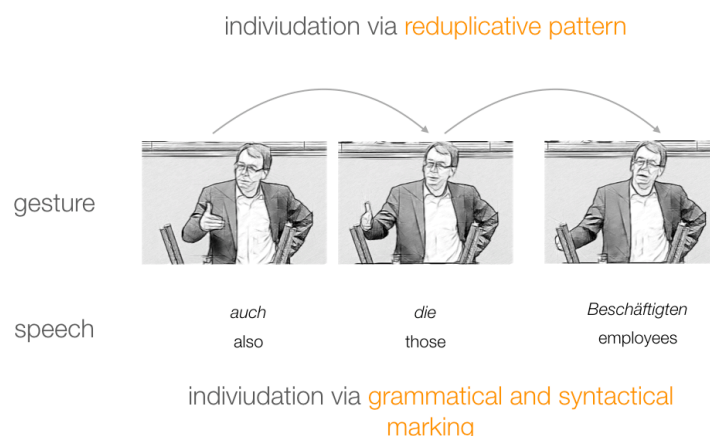 indiviudation via reduplicative pattern
gesture
speech
auch
die
Beschäftigten
also
those
employees
indiviudation via grammatical and syntactical
marking